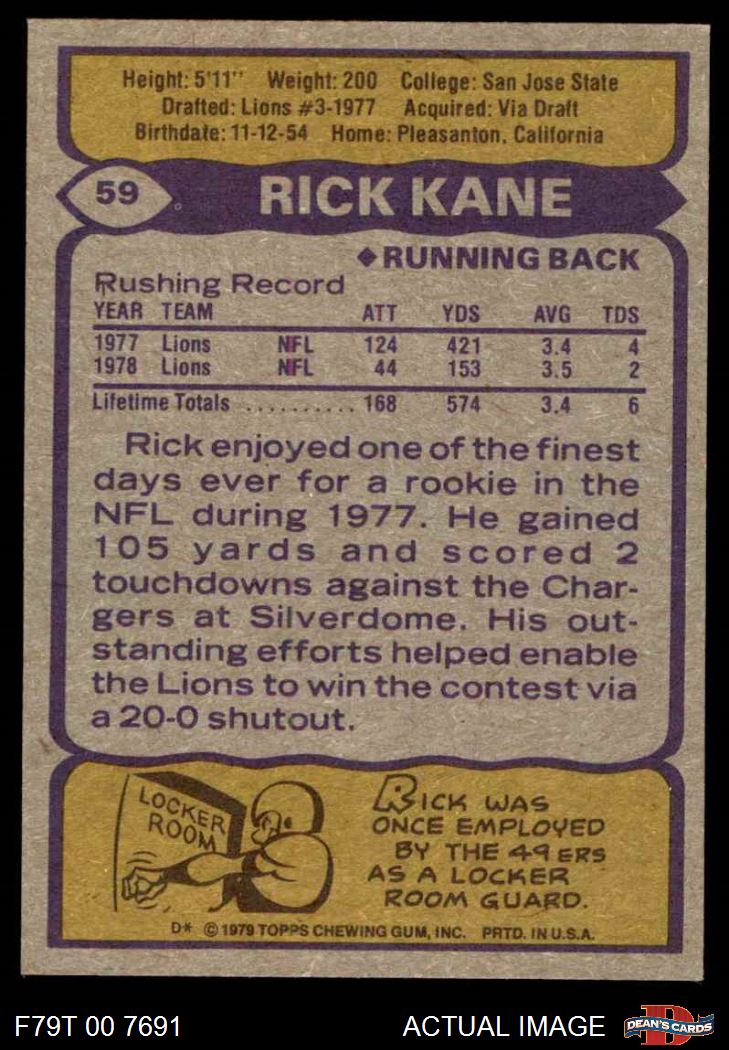 Height: 5'11" Weight: 200 College: San Jose State
Drafted: Lions #3-1977 Acquired: Via Draft
Birthdate: 11-12-54 Home: Pleasanton, California
59 RICK KANE
◆RUNNING BACK
Rushing Record
YEAR TEAM ATT YDS AVG TDS
1977 Lions NFL 124 421 3.4 4
1978 Lions NFL 44 153 3.5 2
Lifetime Totals .......... 168 574 3.4 6
Rick enjoyed one of the finest
days ever for a rookie in the
NFL during 1977. He gained
105 yards and scored 2
touchdowns against the Char-
gers at Silverdome. His out-
standing efforts helped enable
the Lions to win the contest via
a 20-0 shutout.
LOCKER
ROOM
RICK WAS
ONCE EMPLOYED
BY THE 49ERS
AS A LOCKER
ROOM GUARD.
D* © 1979 TOPPS CHEWING GUM, INC. PRTD. IN U.S.A.
F79T 00 7691 ACTUAL IMAGE
D
DEAN'S CARDS